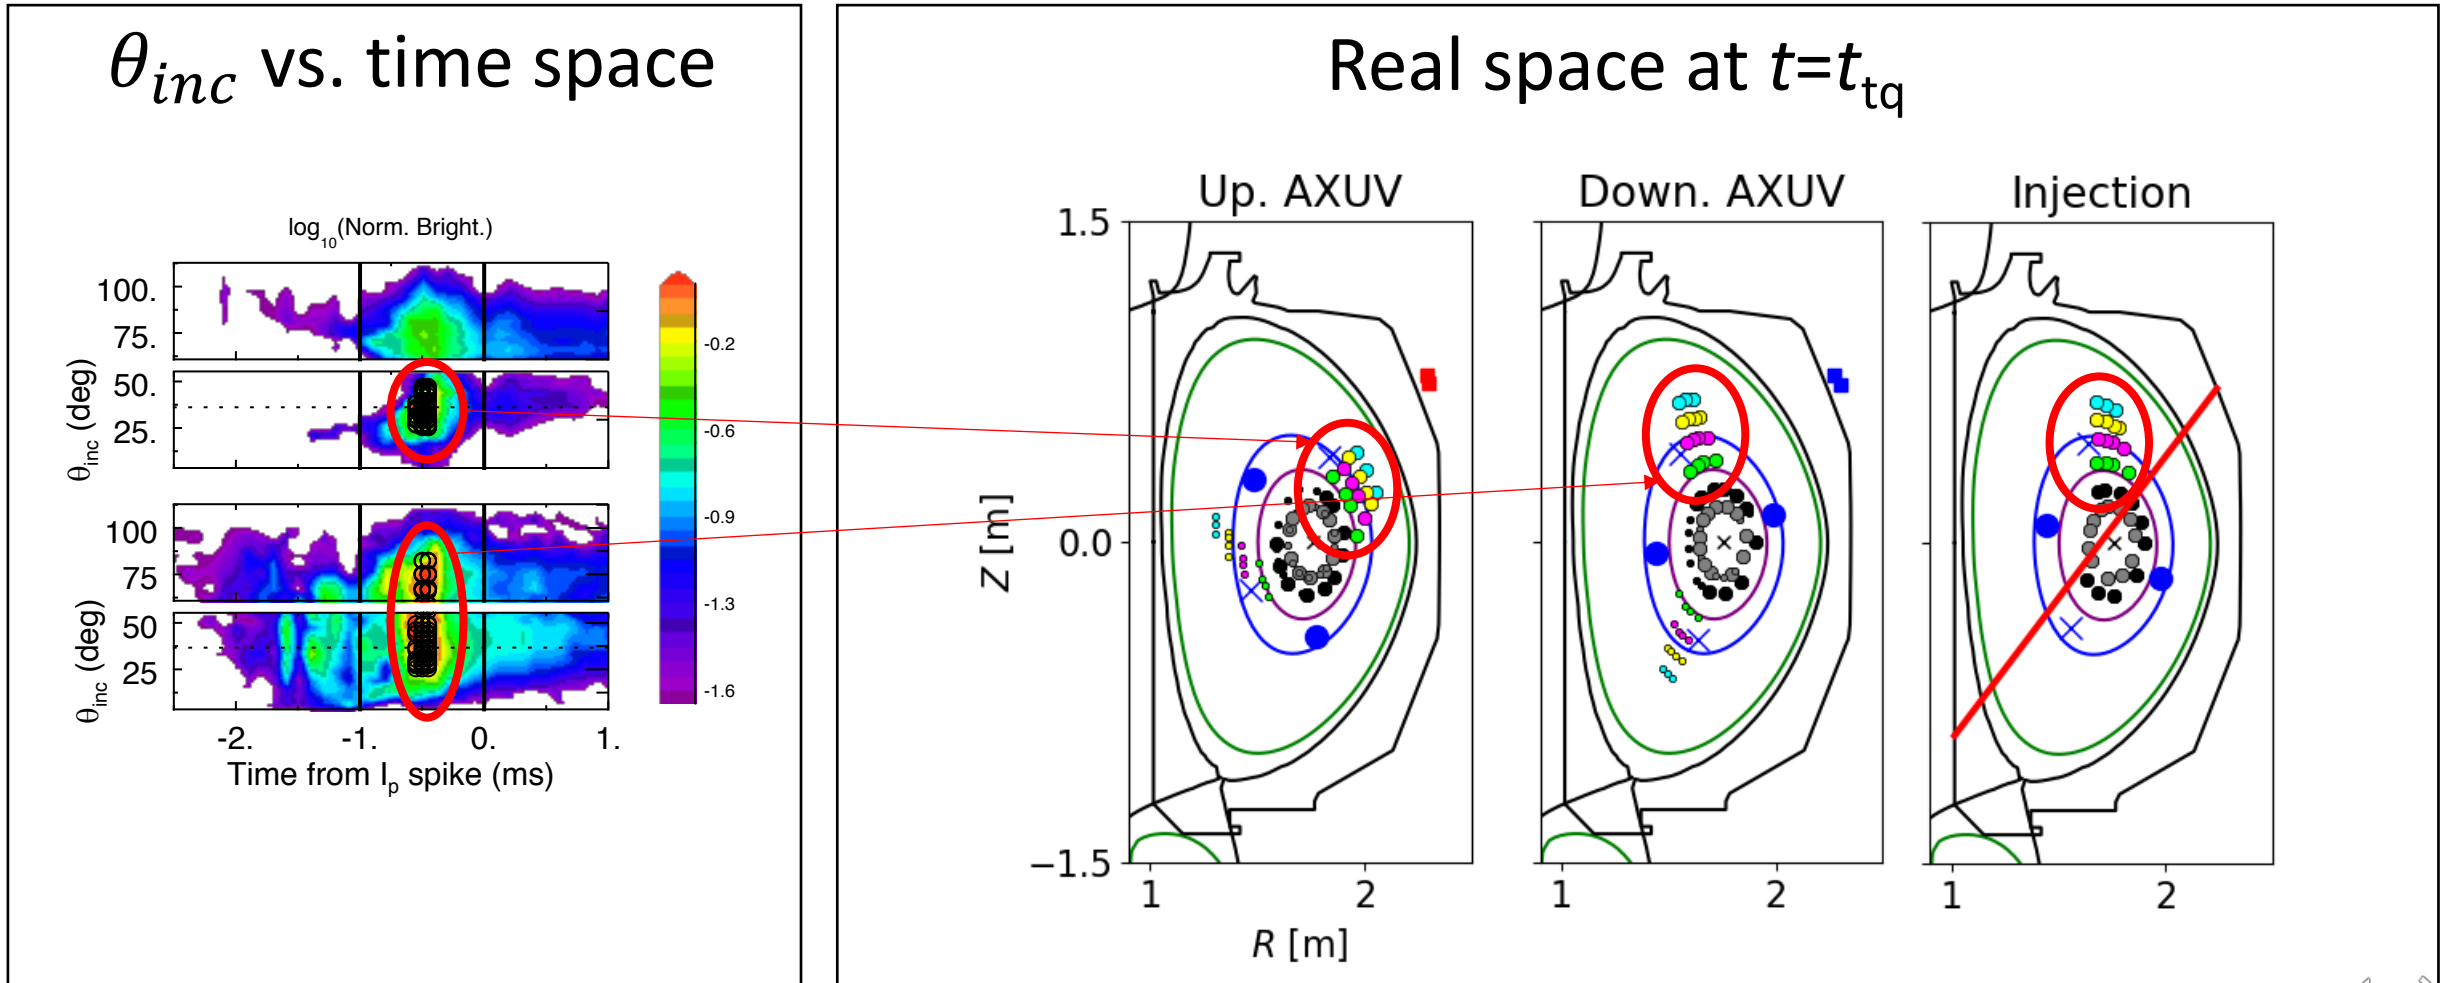 θinc vs. time space
log10(Norm. Bright.)
100.
75.
50.
25.
θinc (deg)
100
75
50
25
θinc (deg)
-2. -1. 0. 1.
Time from Ip spike (ms)
-0.2
-0.6
-0.9
-1.3
-1.6
Real space at t=ttq
Up. AXUV Down. AXUV Injection
1.5
0.0
−1.5
Z [m]
1 2 1 2 1 2
R [m]